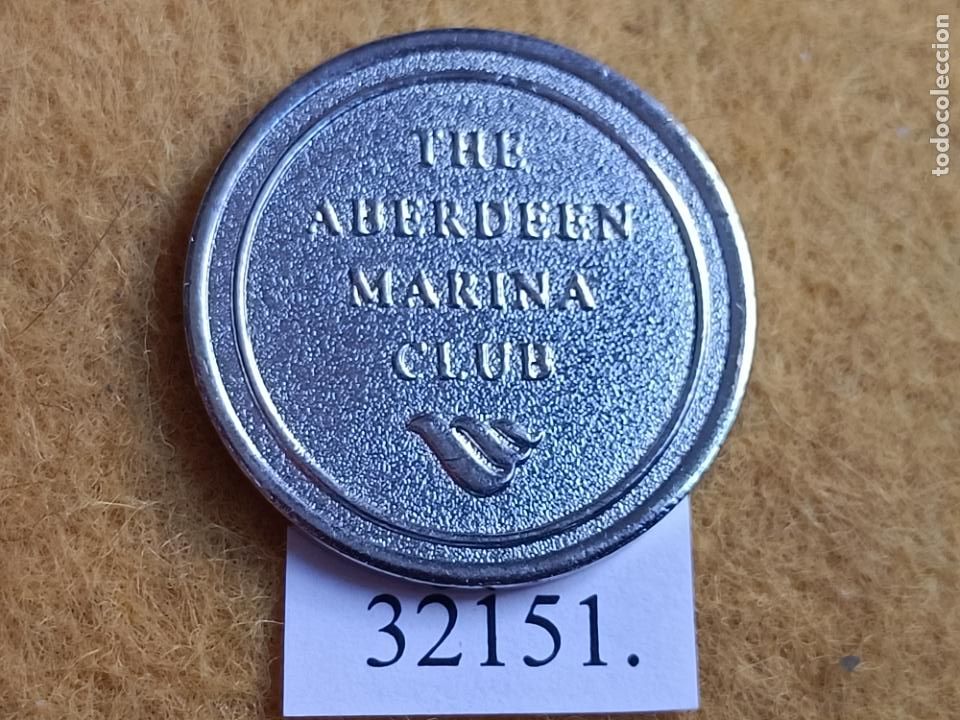 THE
ABERDEEN
MARINA
CLUB
32151.
todocoleccion